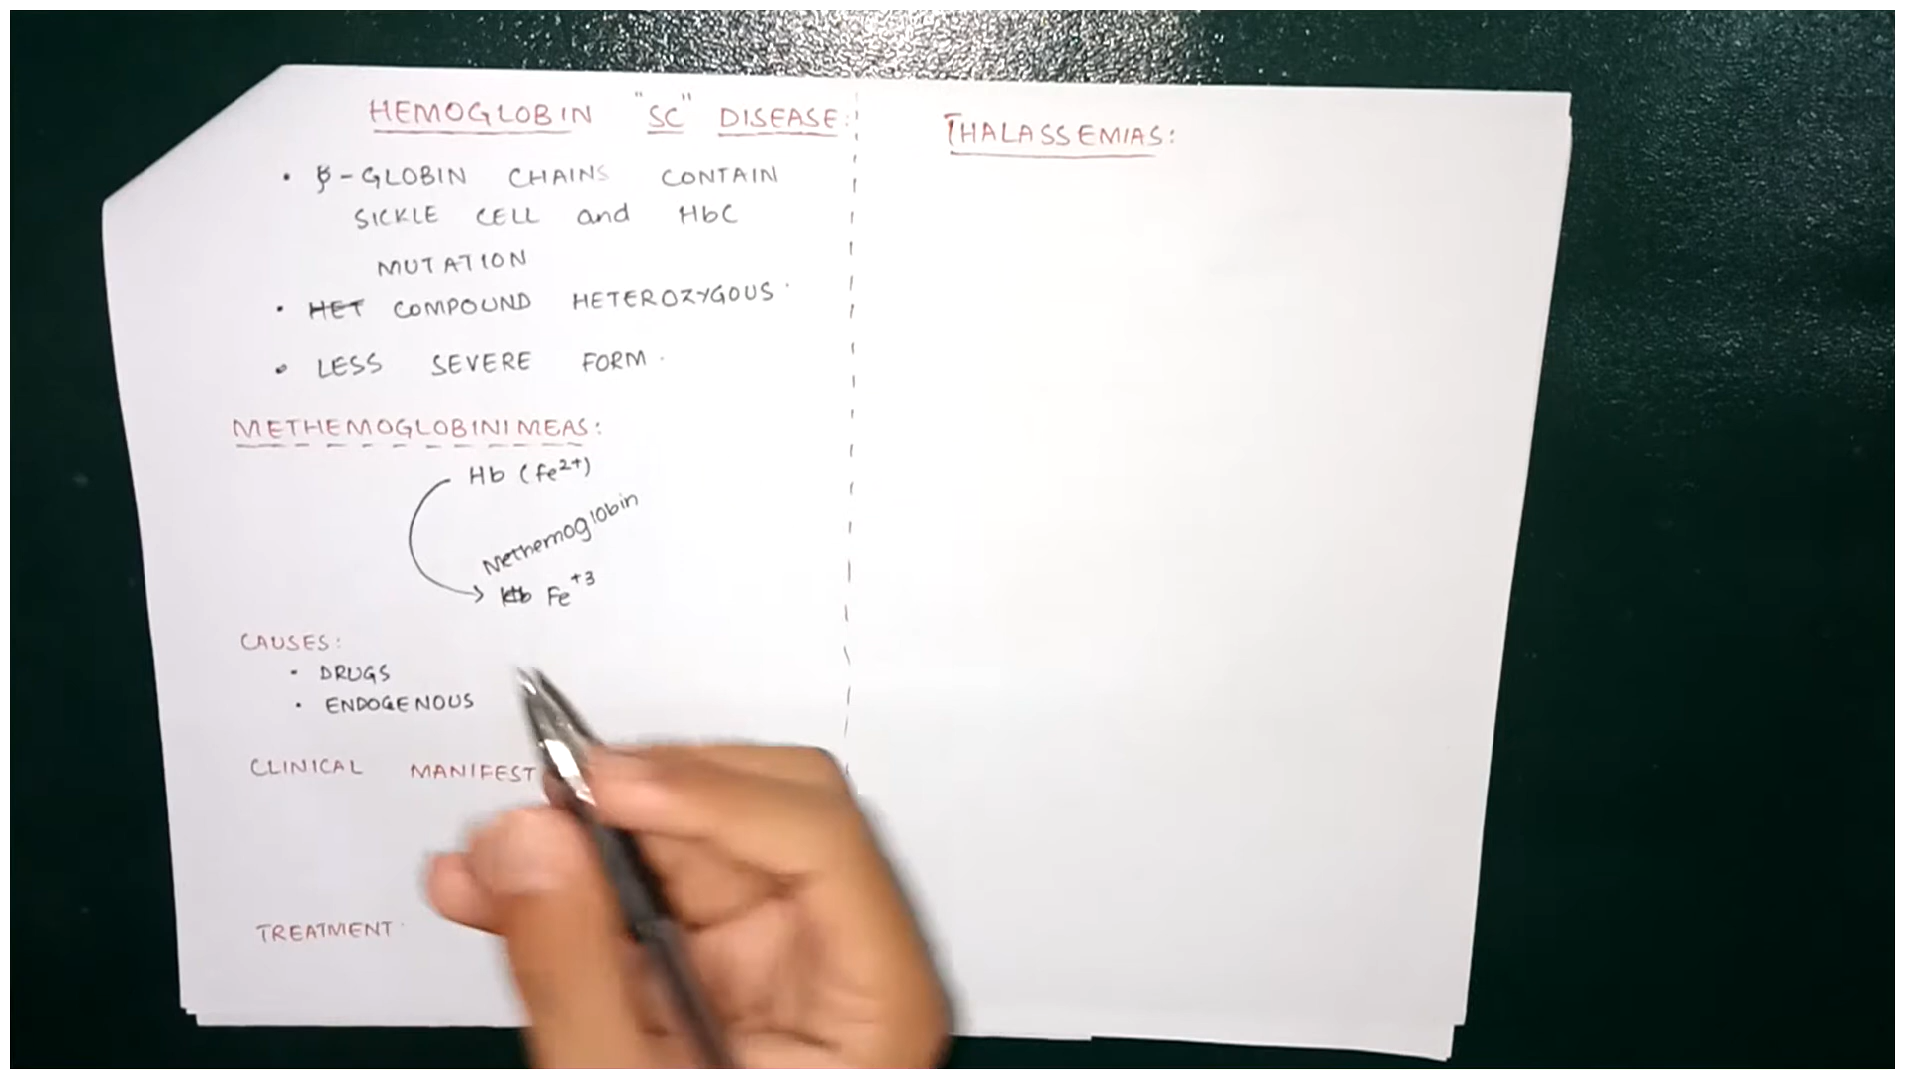 HEMOGLOBIN "SC" DISEASE:
• β-GLOBIN CHAINS CONTAIN
SICKLE CELL and HbC
MUTATION
• HET COMPOUND HETEROZYGOUS.
• LESS SEVERE FORM.
METHEMOGLOBINIMEAS:
Hb (Fe2+)
Methemoglobin
Hb Fe+3
CAUSES:
• DRUGS
• ENDOGENOUS
CLINICAL MANIFEST
TREATMENT
THALASSEMIAS: